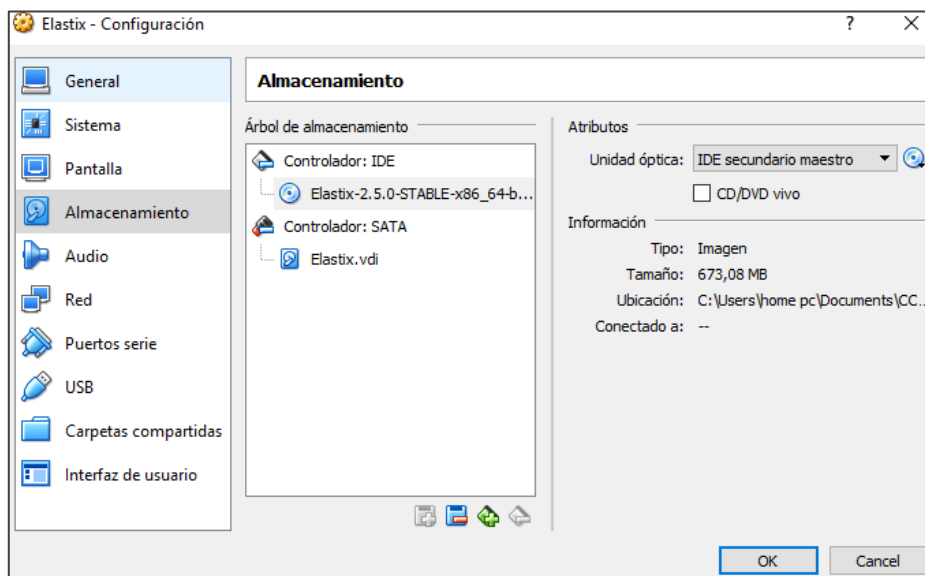 Elastix - Configuración
?
General
Sistema
Pantalla
Almacenamiento
Audio
Red
Puertos serie
USB
Carpetas compartidas
Interfaz de usuario
Almacenamiento
Árbol de almacenamiento
Controlador: IDE
Elastix-2.5.0-STABLE-x86_64-b...
Controlador: SATA
Elastix.vdi
Atributos
Unidad óptica: IDE secundario maestro
CD/DVD vivo
Información
Tipo: Imagen
Tamaño: 673,08 MB
Ubicación: C:\Users\home pc\Documents\CC...
Conectado a: --
OK
Cancel